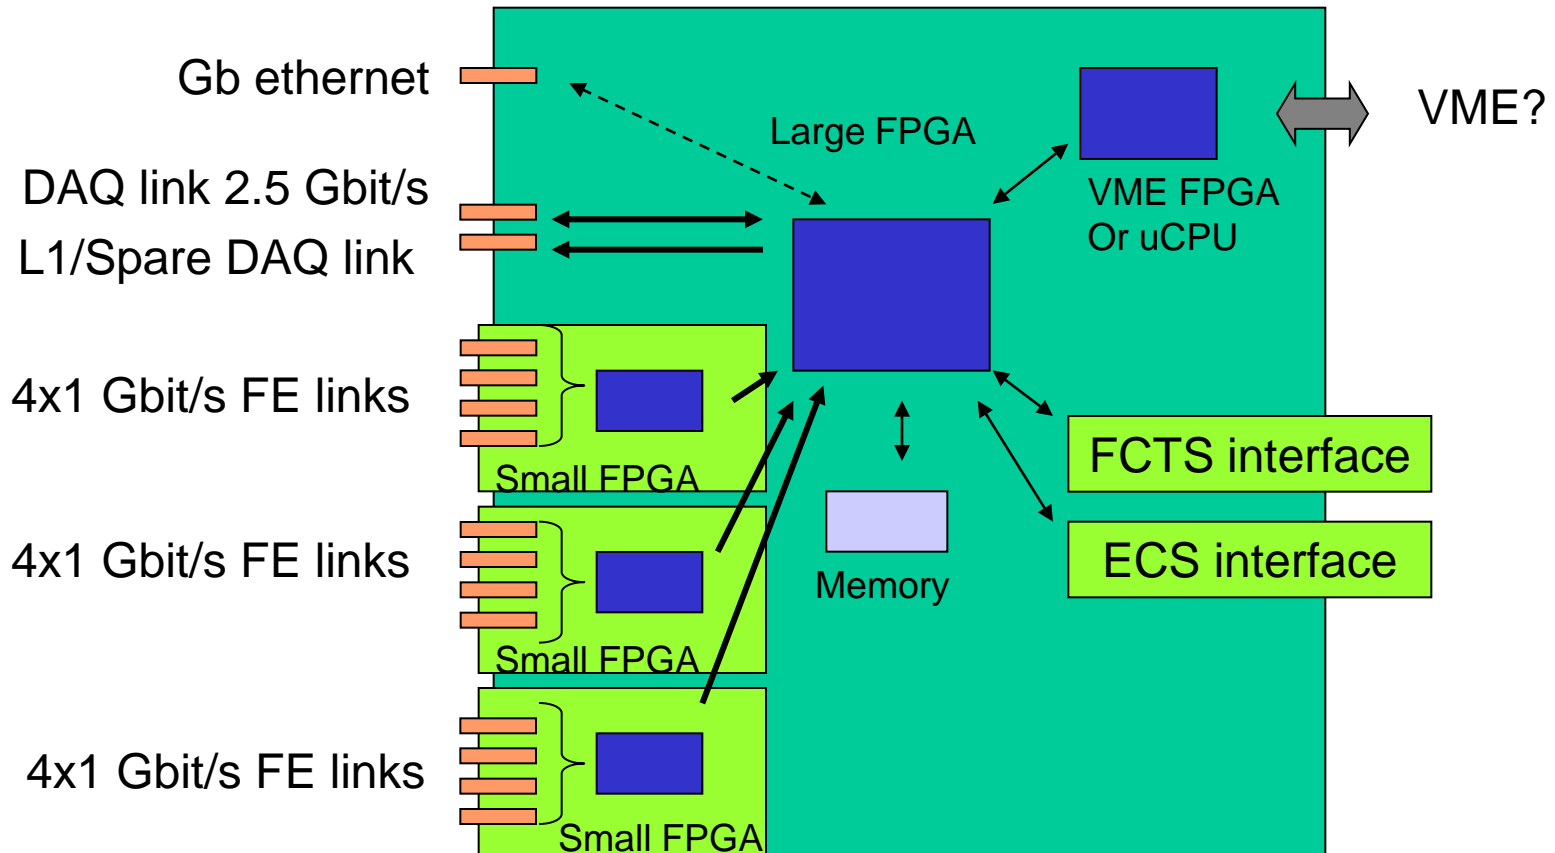 Gb ethernet
Large FPGA
VME?
DAQ link 2.5 Gbit/s
VME FPGA
Or uCPU
L1/Spare DAQ link
4x1 Gbit/s FE links
Small FPGA
FCTS interface
4x1 Gbit/s FE links
ECS interface
Memory
Small FPGA
4x1 Gbit/s FE links
Small FPGA